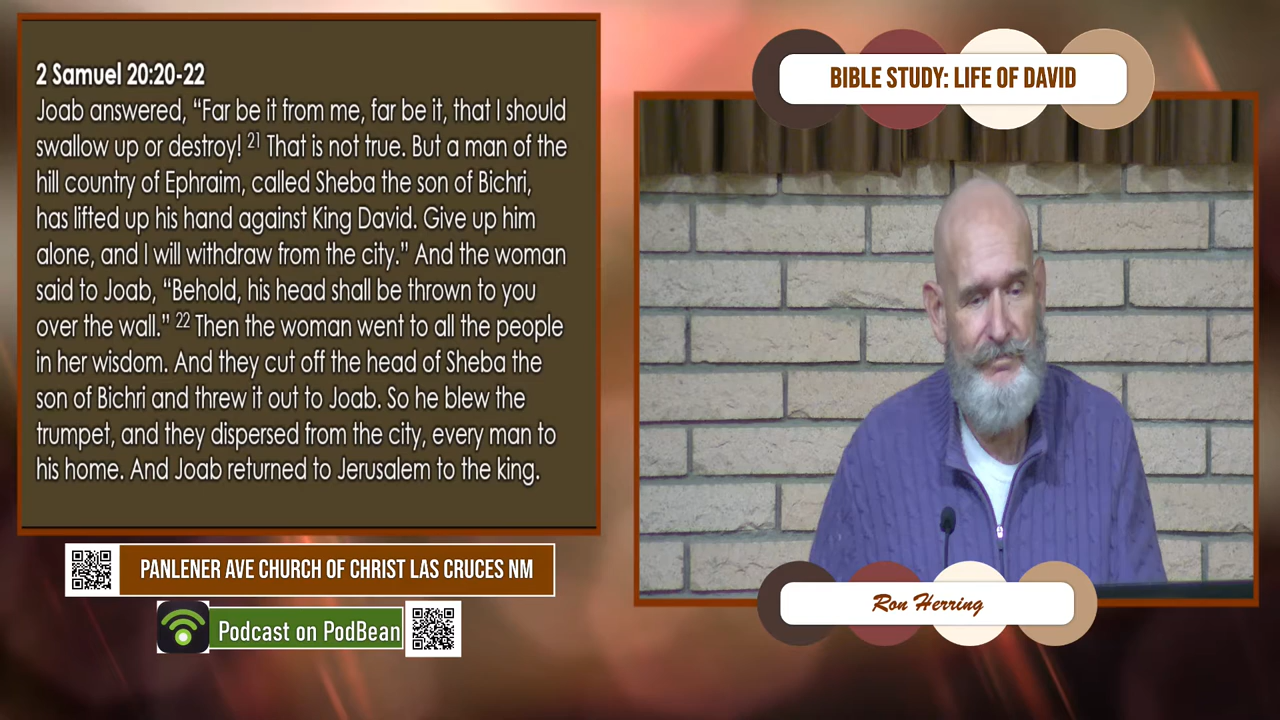 2 Samuel 20:20-22
Joab answered, “Far be it from me, far be it, that I should
swallow up or destroy! 21 That is not true. But a man of the
hill country of Ephraim, called Sheba the son of Bichri,
has lifted up his hand against King David. Give up him
alone, and I will withdraw from the city.” And the woman
said to Joab, “Behold, his head shall be thrown to you
over the wall.” 22 Then the woman went to all the people
in her wisdom. And they cut off the head of Sheba the
son of Bichri and threw it out to Joab. So he blew the
trumpet, and they dispersed from the city, every man to
his home. And Joab returned to Jerusalem to the king.
PANLENER AVE CHURCH OF CHRIST LAS CRUCES NM
Podcast on PodBean
BIBLE STUDY: LIFE OF DAVID
Ron Herring